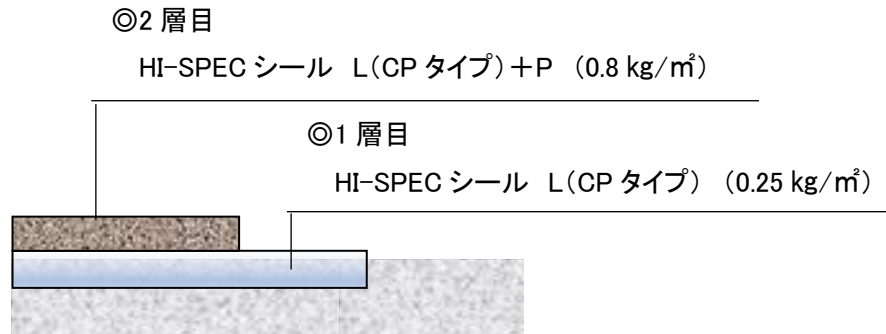 ◎2 層目
HI-SPEC シール L（CP タイプ）＋P （0.8 kg/㎡）
◎1 層目
HI-SPEC シール L（CP タイプ） （0.25 kg/㎡）